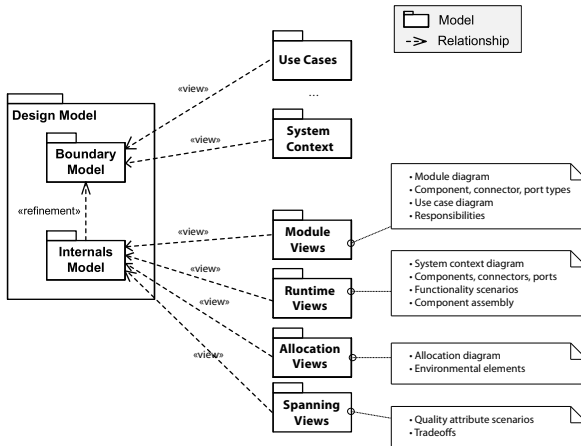 Model
Relationship
Use Cases
«view»
...
Design Model
«view»
System
Context
Boundary
Model
• Module diagram
• Component, connector, port types
• Use case diagram
• Responsibilities
«refinement»
«view»
Module
Views
Internals
Model
• System context diagram
• Components, connectors, ports
• Functionality scenarios
• Component assembly
«view»
Runtime
Views
«view»
Allocation
Views
• Allocation diagram
• Environmental elements
«view»
Spanning
Views
• Quality attribute scenarios
• Tradeoffs